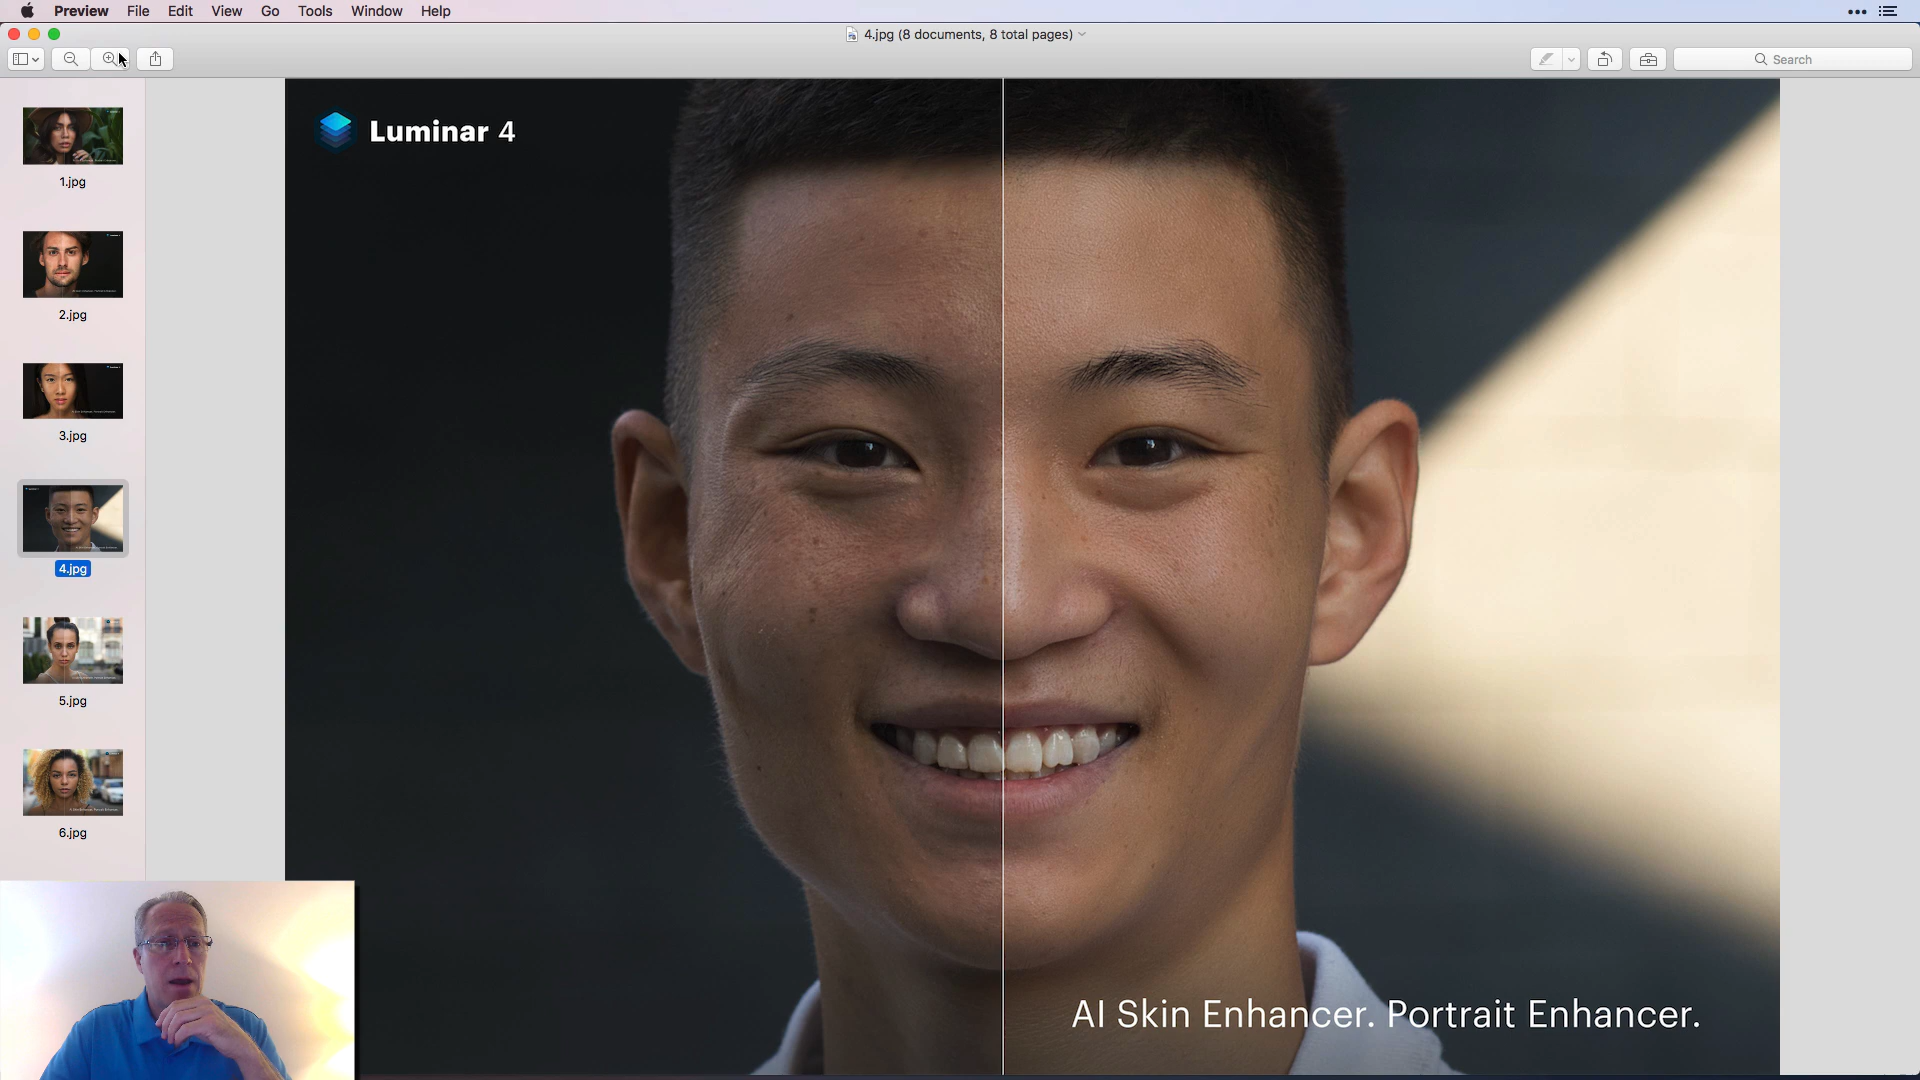 Preview File Edit View Go Tools Window Help
4.jpg (8 documents, 8 total pages)
Search
1.jpg
2.jpg
3.jpg
4.jpg
5.jpg
6.jpg
Luminar 4
AI Skin Enhancer. Portrait Enhancer.